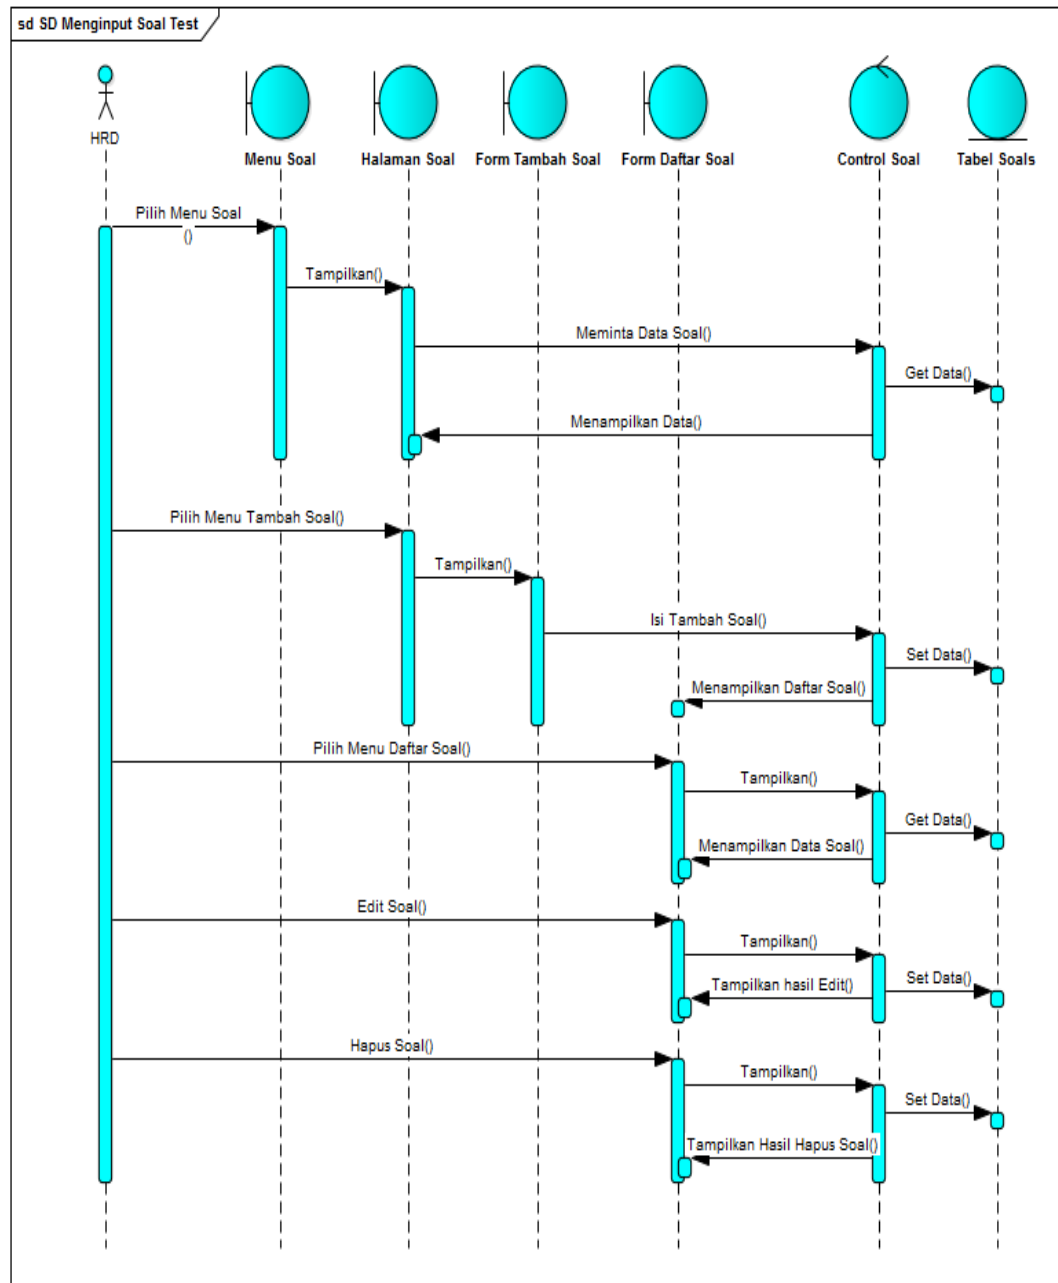 sd SD Menginput Soal Test
HRD
Menu Soal
Halaman Soal
Form Tambah Soal
Form Daftar Soal
Control Soal
Tabel Soals
Pilih Menu Soal
()
Tampilkan()
Meminta Data Soal()
Get Data()
Menampilkan Data()
Pilih Menu Tambah Soal()
Tampilkan()
Isi Tambah Soal()
Set Data()
Menampilkan Daftar Soal()
Pilih Menu Daftar Soal()
Tampilkan()
Get Data()
Menampilkan Data Soal()
Edit Soal()
Tampilkan()
Set Data()
Tampilkan hasil Edit()
Hapus Soal()
Tampilkan()
Set Data()
Tampilkan Hasil Hapus Soal()